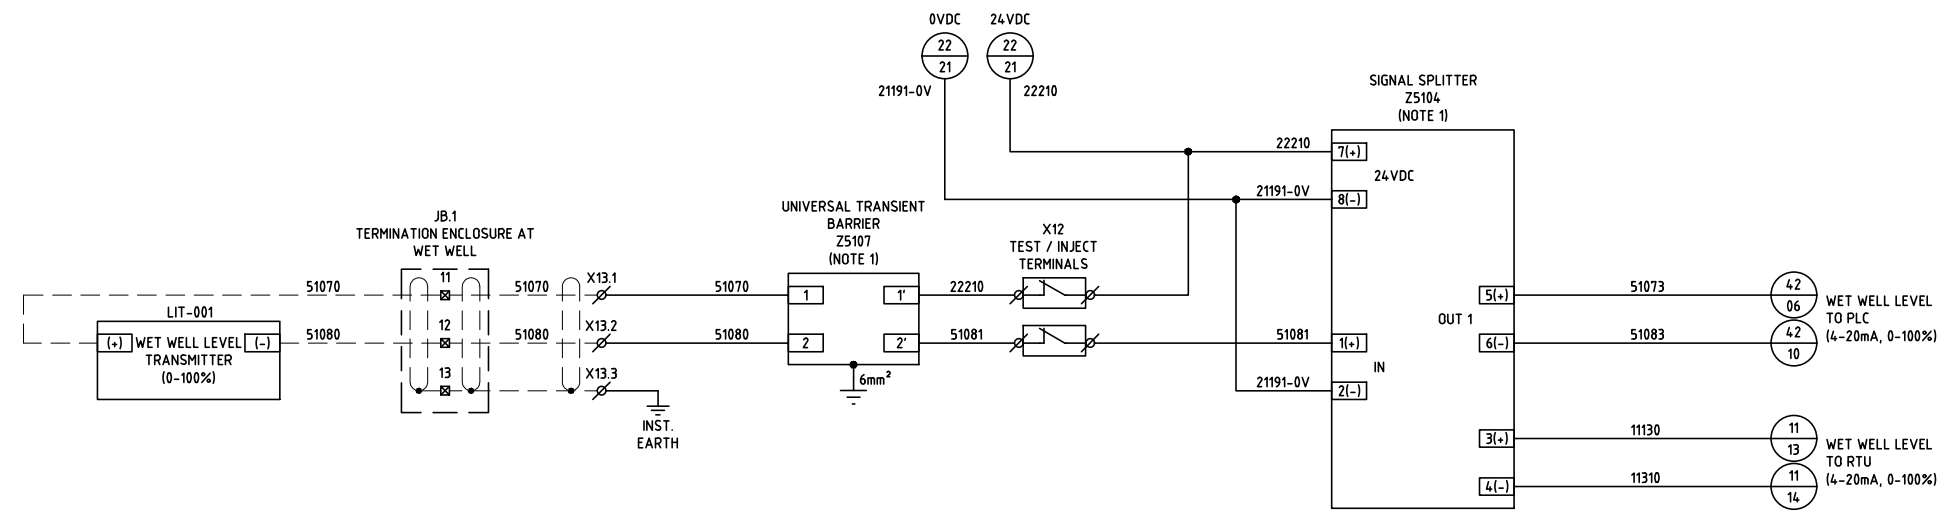 0VDC 24VDC
22 22
21 21
21191-0V 22210
SIGNAL SPLITTER
Z5104
(NOTE 1)
22210 7(+)
24VDC
21191-0V 8(-)
JB.1
TERMINATION ENCLOSURE AT
WET WELL
UNIVERSAL TRANSIENT
BARRIER
Z5107
(NOTE 1)
X12
TEST / INJECT
TERMINALS
51070 11 51070 X13.1 51070 1 1' 22210
5(+) 51073 42
06
WET WELL LEVEL
TO PLC
(4-20mA, 0-100%)
OUT 1
LIT-001
(+) WET WELL LEVEL (-)
TRANSMITTER
(0-100%)
51080 12 51080 X13.2 51080 2 2' 51081 51081 1(+)
6(-) 51083 42
10
IN
21191-0V 2(-)
13 X13.3
6mm²
INST.
EARTH
3(+) 11130 11
13
WET WELL LEVEL
TO RTU
(4-20mA, 0-100%)
4(-) 11310 11
14